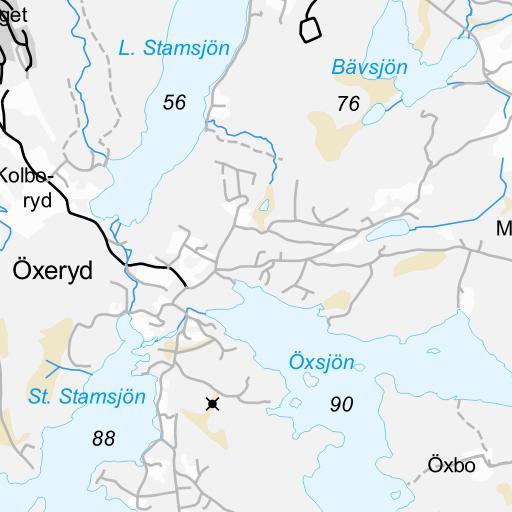 get
L. Stamsjön
Bävsjön
56
76
Kolbo-
ryd
M
Öxeryd
Öxsjön
St. Stamsjön
90
88
Öxbo